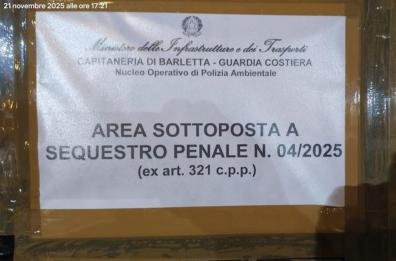 21 novembre 2025 alle ore 17:21
Ministero delle Infrastrutture e dei Trasporti
CAPITANERIA DI BARLETTA - GUARDIA COSTIERA
Nucleo Operativo di Polizia Ambientale
AREA SOTTOPOSTA A
SEQUESTRO PENALE N. 04/2025
(ex art. 321 c.p.p.)